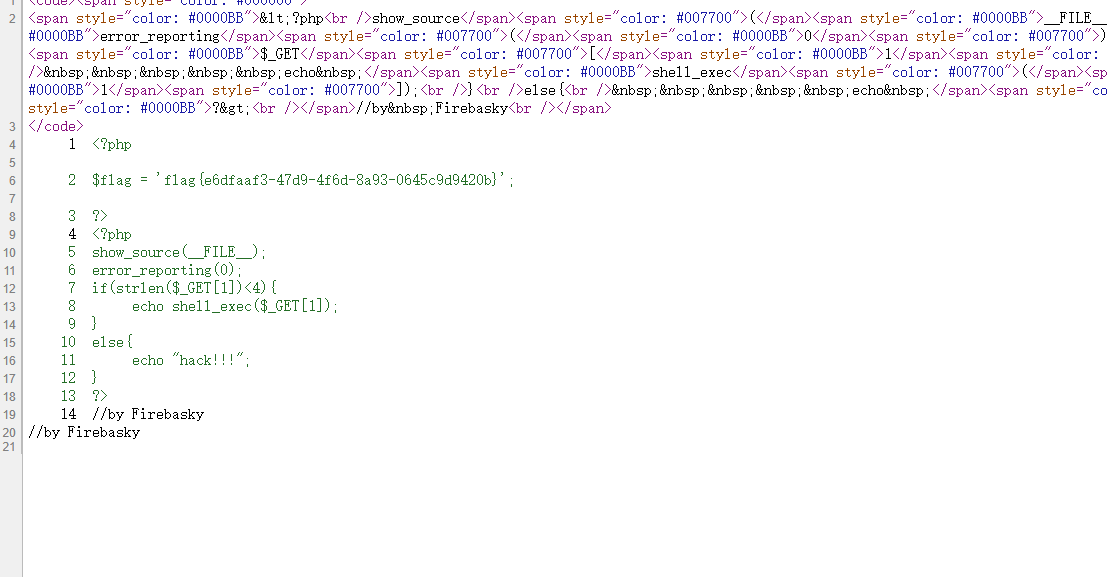 1 <code><span style="color: #000000">
2 <span style="color: #0000BB">&lt;?php<br />show_source</span><span style="color: #007700">(</span><span style="color: #0000BB">__FILE__
#0000BB">error_reporting</span><span style="color: #007700">(</span><span style="color: #0000BB">0</span><span style="color: #007700">)
<span style="color: #0000BB">$_GET</span><span style="color: #007700">[</span><span style="color: #0000BB">1</span><span style="color: #007700">
/>&nbsp;&nbsp;&nbsp;&nbsp;&nbsp;echo&nbsp;</span><span style="color: #0000BB">shell_exec</span><span style="color: #007700">(</span><sp
#0000BB">1</span><span style="color: #007700">]);<br />}<br />else{<br />&nbsp;&nbsp;&nbsp;&nbsp;&nbsp;echo&nbsp;</span><span style="co
style="color: #0000BB">?&gt;<br /></span>//by&nbsp;Firebasky<br /></span>
3 </code>
4 1 <?php
5
6 2 $flag = 'flag{e6dfaaf3-47d9-4f6d-8a93-0645c9d9420b}';
7
8 3 ?>
9 4 <?php
10 5 show_source(__FILE__);
11 6 error_reporting(0);
12 7 if(strlen($_GET[1])<4){
13 8 echo shell_exec($_GET[1]);
14 9 }
15 10 else{
16 11 echo "hack!!!";
17 12 }
18 13 ?>
19 14 //by Firebasky
20 //by Firebasky
21